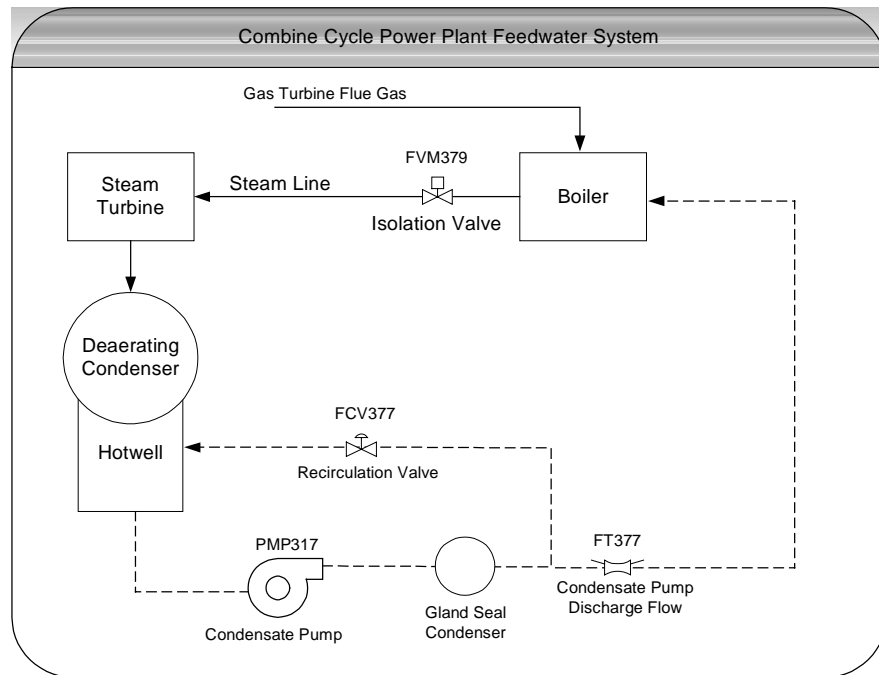 Combine Cycle Power Plant Feedwater System
Gas Turbine Flue Gas
FVM379
Steam
Turbine
Steam Line
Boiler
Isolation Valve
Deaerating
Condenser
FCV377
Hotwell
Recirculation Valve
PMP317
FT377
Condensate Pump
Gland Seal
Condenser
Condensate Pump
Discharge Flow